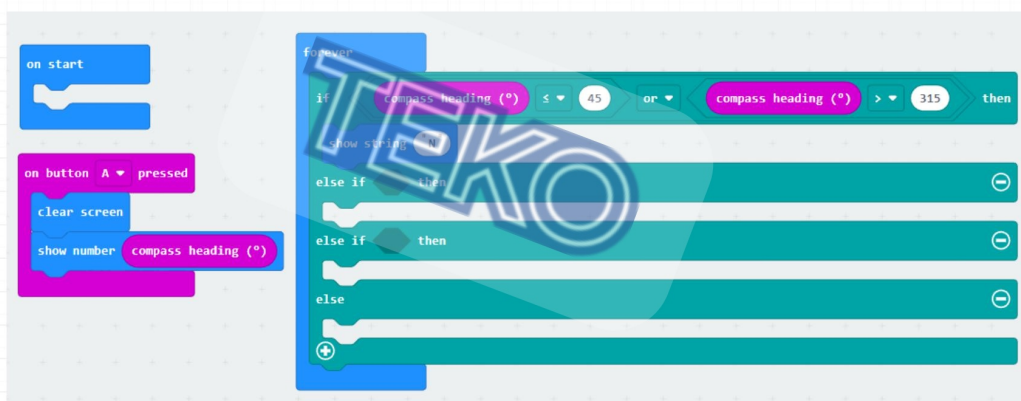 on start
on button A pressed
clear screen
show number compass heading (°)
forever
if compass heading (°) ≤ 45 or compass heading (°) > 315 then
show string "N"
else if then
else if then
else
TEKO